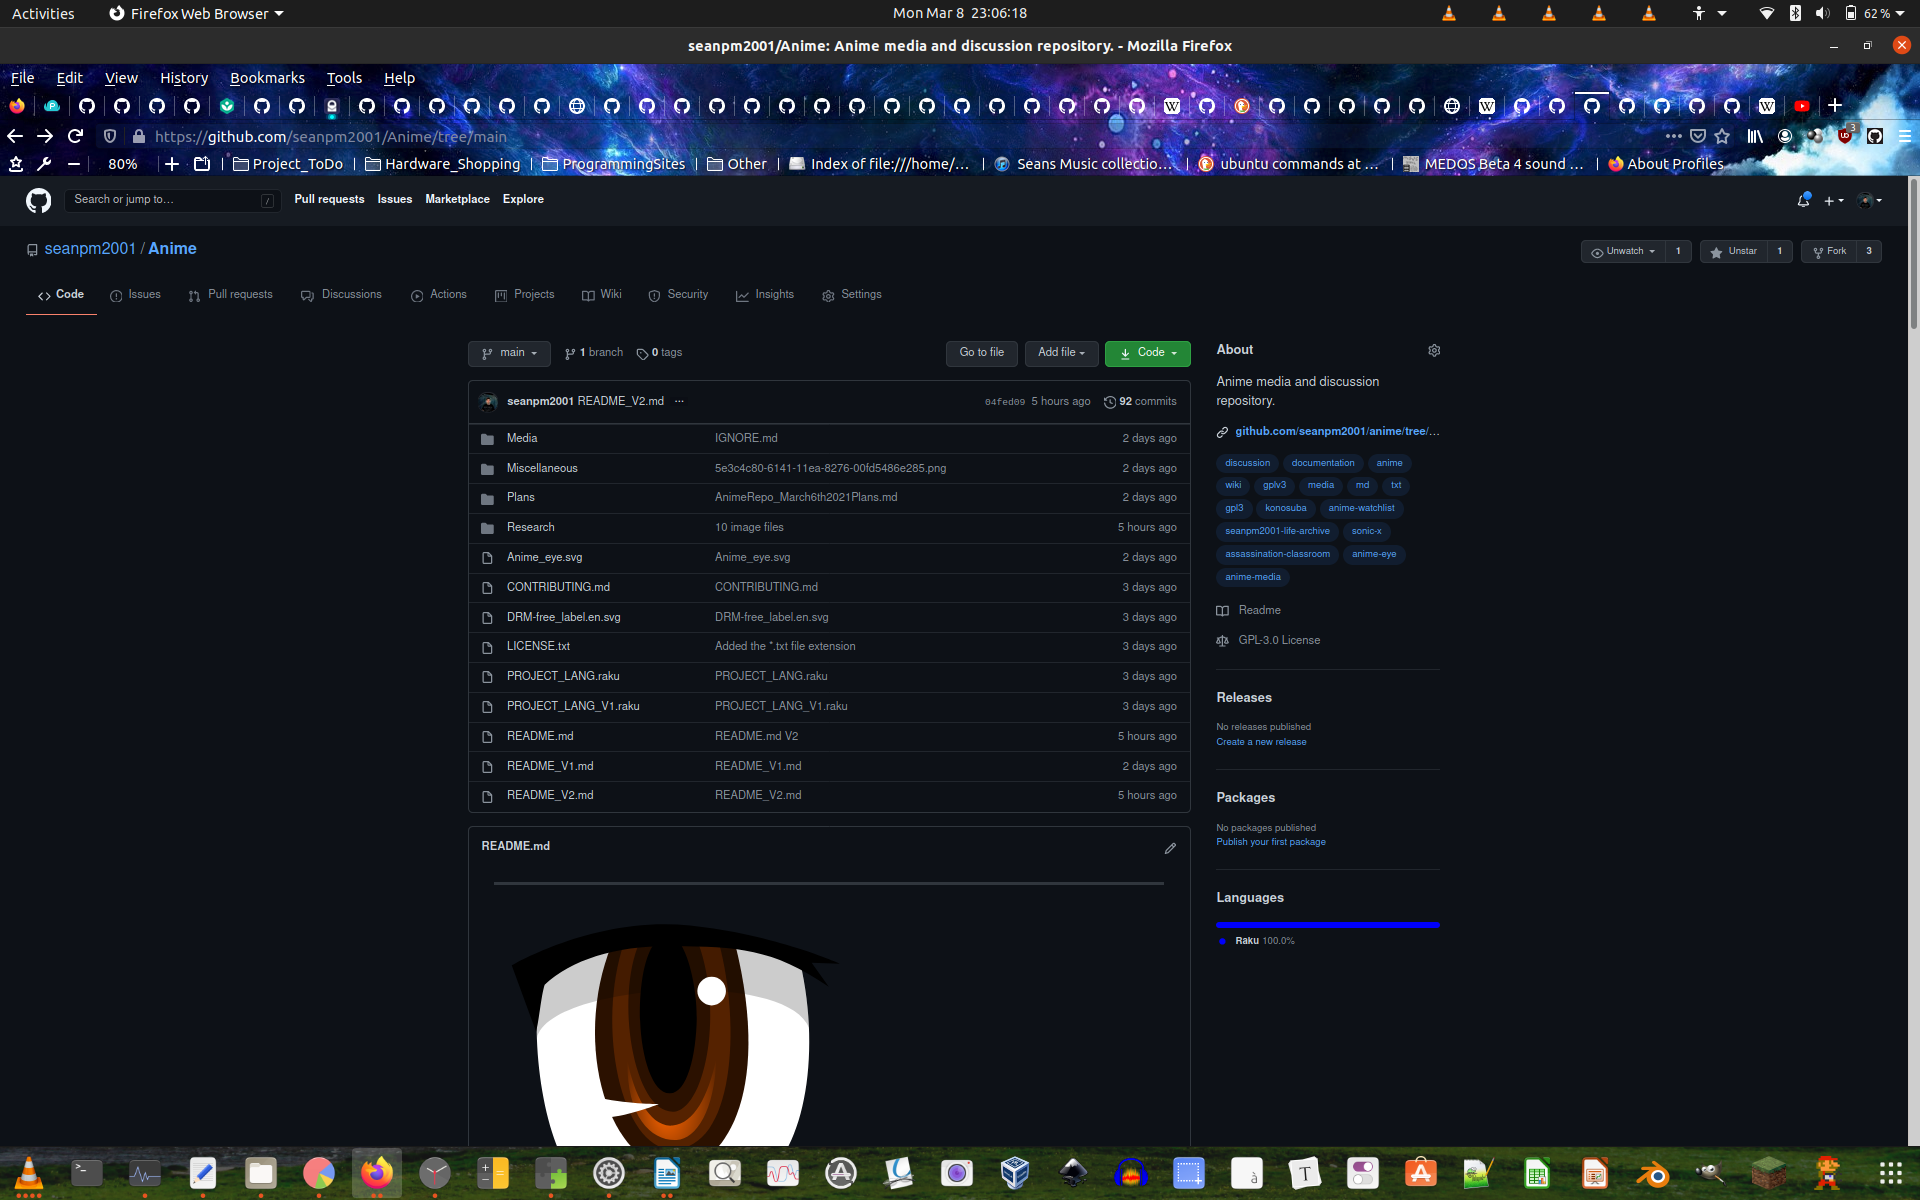 Activities Firefox Web Browser Mon Mar 8 23:06:18 62 %
seanpm2001/Anime: Anime media and discussion repository. - Mozilla Firefox
File Edit View History Bookmarks Tools Help
https://github.com/seanpm2001/Anime/tree/main 3
80% Project_ToDo Hardware_Shopping ProgrammingSites Other Index of file:///home/... Seans Music collectio... ubuntu commands at ... MEDOS Beta 4 sound ... About Profiles
Search or jump to... / Pull requests Issues Marketplace Explore
seanpm2001 / Anime Unwatch 1 Unstar 1 Fork 3
Code Issues Pull requests Discussions Actions Projects Wiki Security Insights Settings
main 1 branch 0 tags Go to file Add file Code
seanpm2001 README_V2.md ... 04fed09 5 hours ago 92 commits
Media IGNORE.md 2 days ago
Miscellaneous 5e3c4c80-6141-11ea-8276-00fd5486e285.png 2 days ago
Plans AnimeRepo_March6th2021Plans.md 2 days ago
Research 10 image files 5 hours ago
Anime_eye.svg Anime_eye.svg 2 days ago
CONTRIBUTING.md CONTRIBUTING.md 3 days ago
DRM-free_label.en.svg DRM-free_label.en.svg 3 days ago
LICENSE.txt Added the *.txt file extension 3 days ago
PROJECT_LANG.raku PROJECT_LANG.raku 3 days ago
PROJECT_LANG_V1.raku PROJECT_LANG_V1.raku 3 days ago
README.md README.md V2 5 hours ago
README_V1.md README_V1.md 2 days ago
README_V2.md README_V2.md 5 hours ago
README.md
About
Anime media and discussion
repository.
github.com/seanpm2001/anime/tree/...
discussion documentation anime
wiki gplv3 media md txt
gpl3 konosuba anime-watchlist
seanpm2001-life-archive sonic-x
assassination-classroom anime-eye
anime-media
Readme
GPL-3.0 License
Releases
No releases published
Create a new release
Packages
No packages published
Publish your first package
Languages
Raku 100.0%